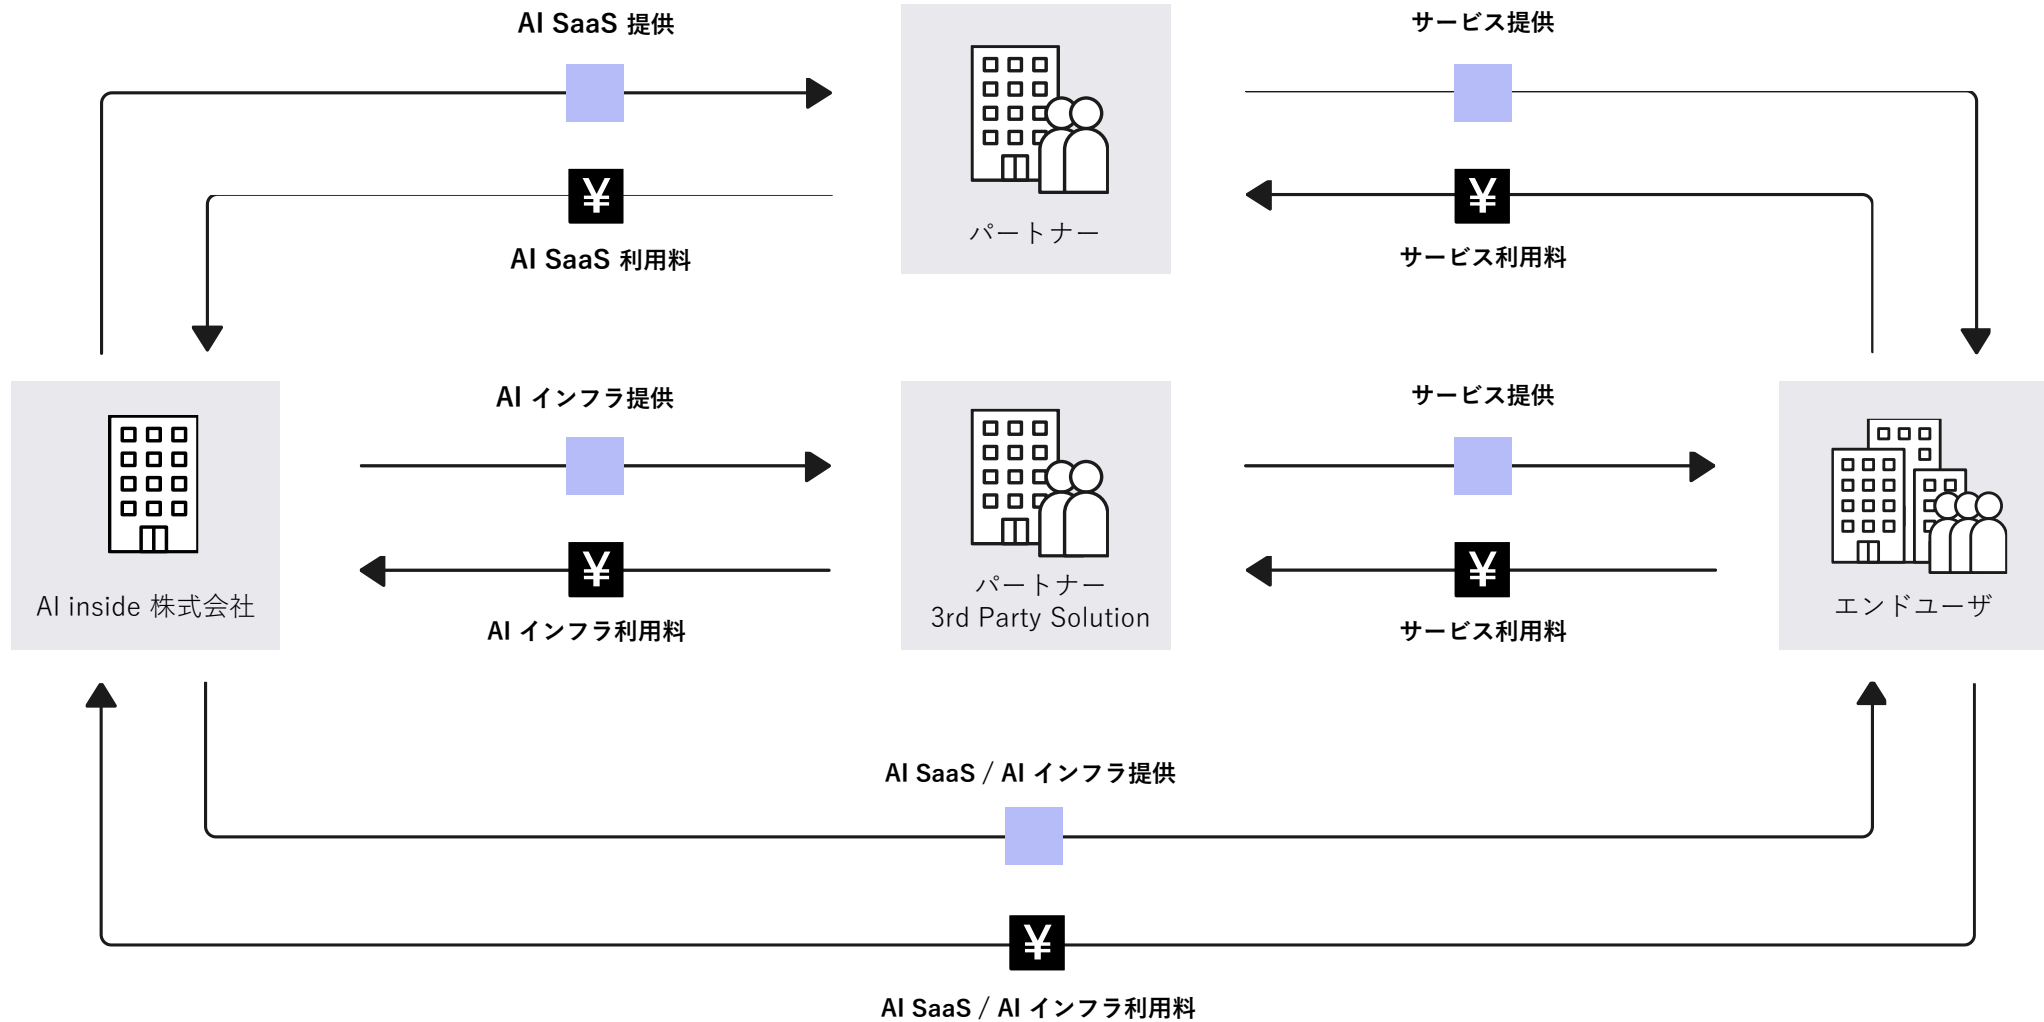 AI SaaS 提供
サービス提供
¥
¥
パートナー
AI SaaS 利用料
サービス利用料
AI インフラ提供
サービス提供
¥
¥
AI inside 株式会社
パートナー
3rd Party Solution
エンドユーザ
AI インフラ利用料
サービス利用料
AI SaaS / AI インフラ提供
¥
AI SaaS / AI インフラ利用料